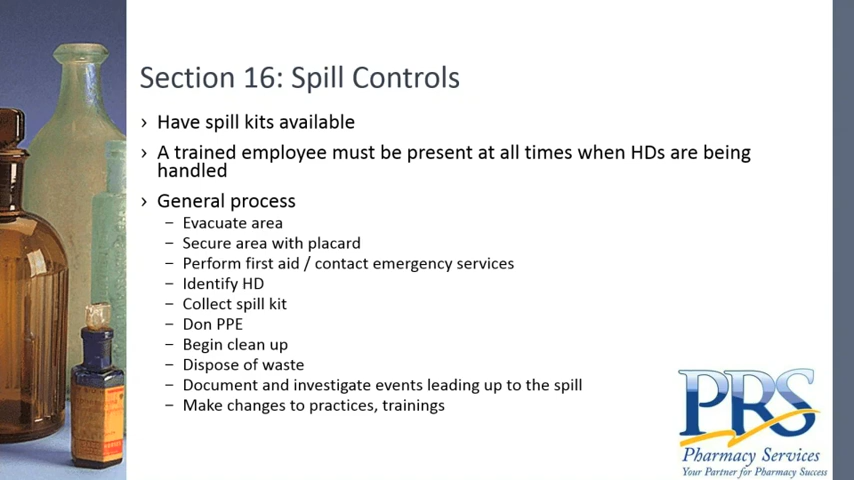 Section 16: Spill Controls
› Have spill kits available
› A trained employee must be present at all times when HDs are being
handled
› General process
– Evacuate area
– Secure area with placard
– Perform first aid / contact emergency services
– Identify HD
– Collect spill kit
– Don PPE
– Begin clean up
– Dispose of waste
– Document and investigate events leading up to the spill
– Make changes to practices, trainings
PRS
Pharmacy Services
Your Partner for Pharmacy Success